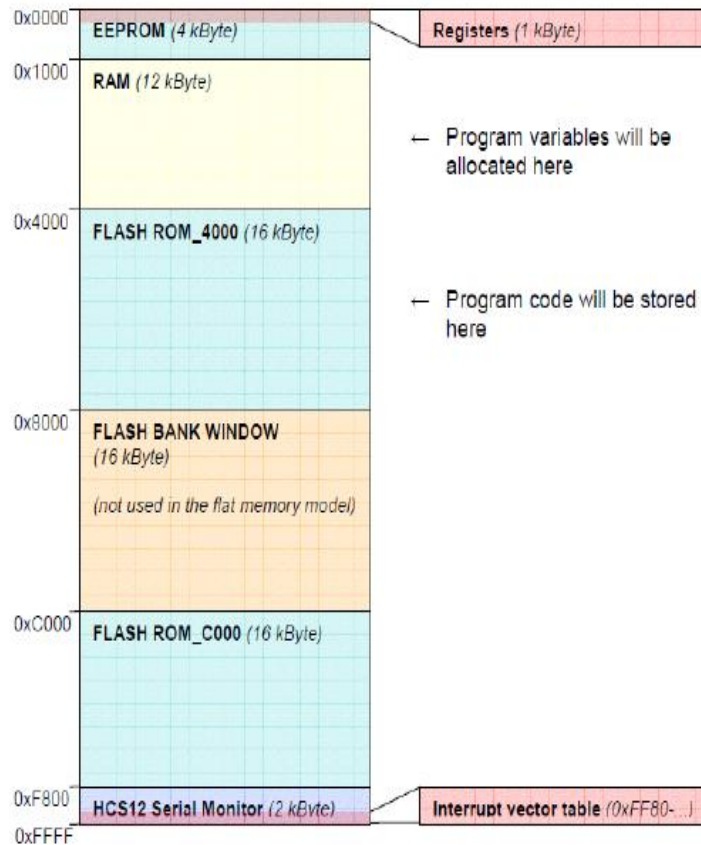 0x0000
EEPROM (4 kByte)
Registers (1 kByte)
0x1000
RAM (12 kByte)
← Program variables will be
allocated here
0x4000
FLASH ROM_4000 (16 kByte)
← Program code will be stored
here
0x8000
FLASH BANK WINDOW
(16 kByte)
(not used in the flat memory model)
0xC000
FLASH ROM_C000 (16 kByte)
0xF800
HCS12 Serial Monitor (2 kByte)
Interrupt vector table (0xFF80-...)
0xFFFF